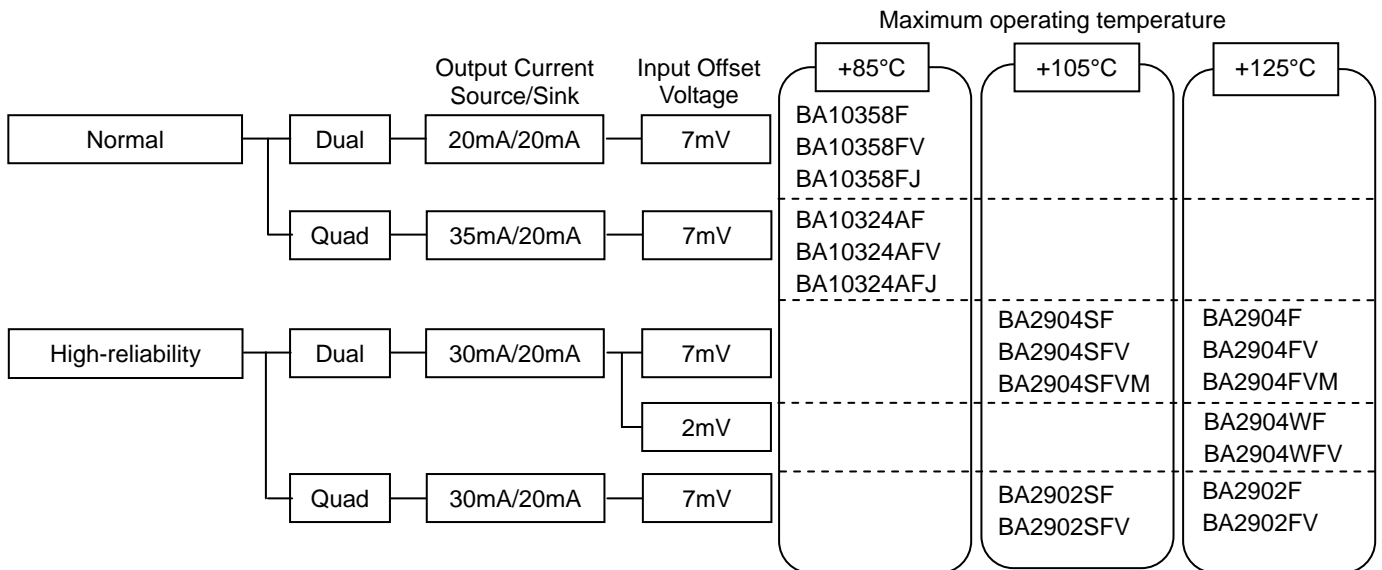 Maximum operating temperature
Output Current
Source/Sink
Input Offset
Voltage
+85°C
+105°C
+125°C
Normal
Dual
20mA/20mA
7mV
BA10358F
BA10358FV
BA10358FJ
Quad
35mA/20mA
7mV
BA10324AF
BA10324AFV
BA10324AFJ
High-reliability
Dual
30mA/20mA
7mV
BA2904SF
BA2904SFV
BA2904SFVM
BA2904F
BA2904FV
BA2904FVM
2mV
BA2904WF
BA2904WFV
Quad
30mA/20mA
7mV
BA2902SF
BA2902SFV
BA2902F
BA2902FV